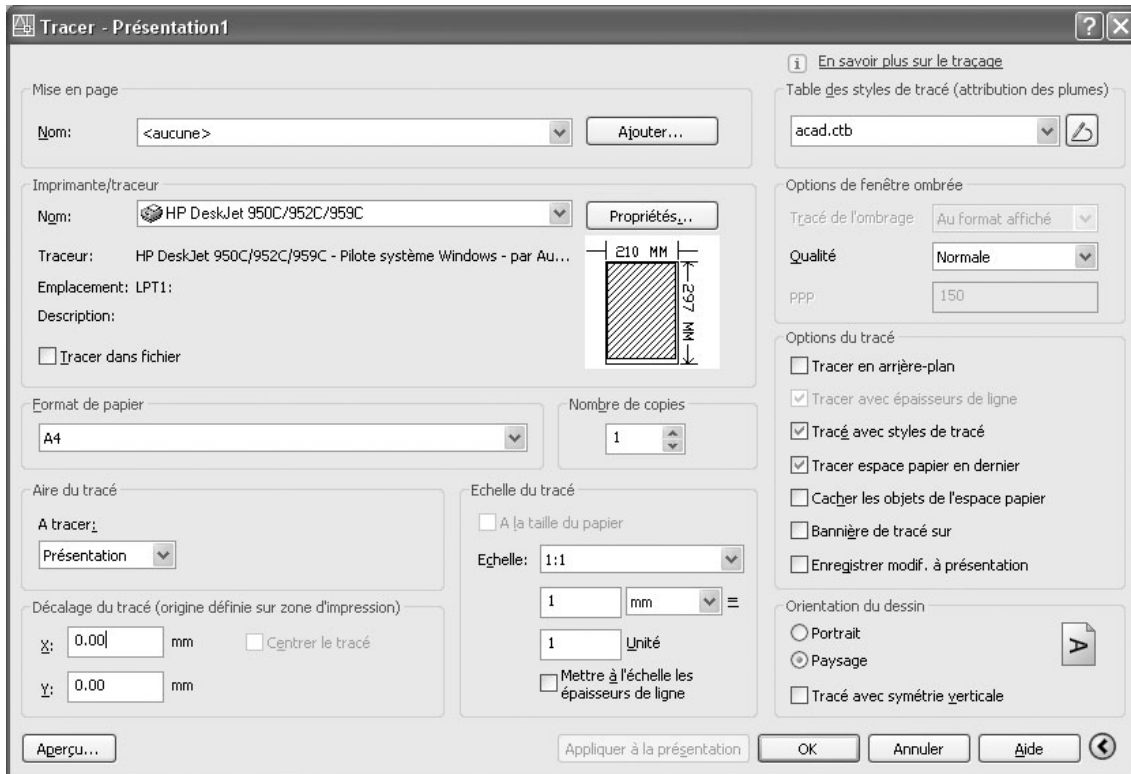 Tracer - Présentation1
En savoir plus sur le traçage
Mise en page
Nom:
<aucune>
Ajouter...
Table des styles de tracé (attribution des plumes)
acad.ctb
Imprimante/traceur
Nom:
HP DeskJet 950C/952C/959C
Propriétés...
Traceur:
HP DeskJet 950C/952C/959C - Pilote système Windows - par Au...
Emplacement:
LPT1:
Description:
Tracer dans fichier
210 MM
297 MM
Options de fenêtre ombrée
Tracé de l'ombrage
Au format affiché
Qualité
Normale
PPP
150
Format de papier
A4
Nombre de copies
1
Options du tracé
Tracer en arrière-plan
Tracer avec épaisseurs de ligne
Tracé avec styles de tracé
Tracer espace papier en dernier
Cacher les objets de l'espace papier
Bannière de tracé sur
Enregistrer modif. à présentation
Aire du tracé
A tracer:
Présentation
Echelle du tracé
A la taille du papier
Echelle:
1:1
1
mm
=
1
Unité
Mettre à l'échelle les
épaisseurs de ligne
Décalage du tracé (origine définie sur zone d'impression)
X:
0.00
mm
Centrer le tracé
Y:
0.00
mm
Orientation du dessin
Portrait
Paysage
A
Tracé avec symétrie verticale
Aperçu...
Appliquer à la présentation
OK
Annuler
Aide